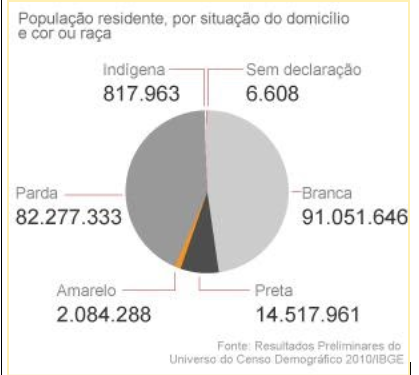 População residente, por situação do domicílio
e cor ou raça
Indígena
817.963
Sem declaração
6.608
Parda
82.277.333
Branca
91.051.646
Amarelo
2.084.288
Preta
14.517.961
Fonte: Resultados Preliminares do
Universo do Censo Demográfico 2010/IBGE